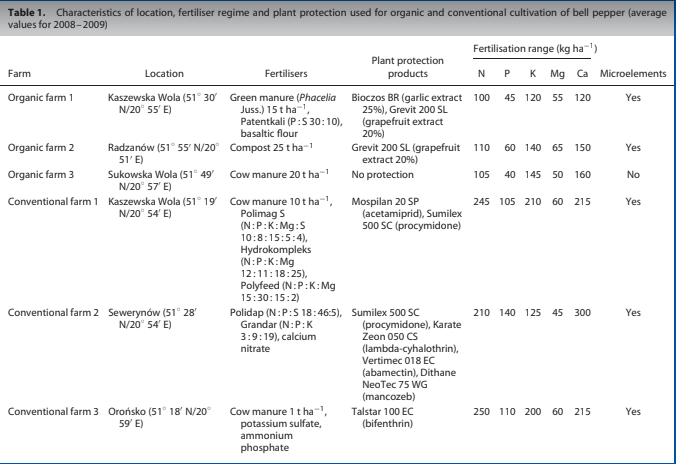 Table 1. Characteristics of location, fertiliser regime and plant protection used for organic and conventional cultivation of bell pepper (average
values for 2008–2009)
Fertilisation range (kg ha−1)
Plant protection
products
Farm Location Fertilisers N P K Mg Ca Microelements
Organic farm 1 Kaszewska Wola (51° 30′ Green manure (Phacelia Bioczos BR (garlic extract 100 45 120 55 120 Yes
N/20° 55′ E) Juss.) 15 t ha−1, 25%), Grevit 200 SL
Patentkali (P : S 30 : 10), (grapefruit extract
basaltic flour 20%)
Organic farm 2 Radzanów (51° 55′ N/20° Compost 25 t ha−1 Grevit 200 SL (grapefruit 110 60 140 65 150 Yes
51′ E) extract 20%)
Organic farm 3 Sukowska Wola (51° 49′ Cow manure 20 t ha−1 No protection 105 40 145 50 160 No
N/20° 57′ E)
Conventional farm 1 Kaszewska Wola (51° 19′ Cow manure 10 t ha−1, Mospilan 20 SP 245 105 210 60 215 Yes
N/20° 54′ E) Polimag S (acetamiprid), Sumilex
(N : P : K : Mg : S 500 SC (procymidone)
10 : 8 : 15 : 5 : 4),
Hydrokompleks
(N : P : K : Mg
12 : 11 : 18 : 25),
Polyfeed (N : P : K : Mg
15 : 30 : 15 : 2)
Conventional farm 2 Sewerynów (51° 28′ Polidap (N : P : S 18 : 46:5), Sumilex 500 SC 210 140 125 45 300 Yes
N/20° 54′ E) Grandar (N : P : K (procymidone), Karate
3 : 9 : 19), calcium Zeon 050 CS
nitrate (lambda-cyhalothrin),
Vertimec 018 EC
(abamectin), Dithane
NeoTec 75 WG
(mancozeb)
Conventional farm 3 Orońsko (51° 18′ N/20° Cow manure 1 t ha−1, Talstar 100 EC 250 110 200 60 215 Yes
59′ E) potassium sulfate, (bifenthrin)
ammonium
phosphate